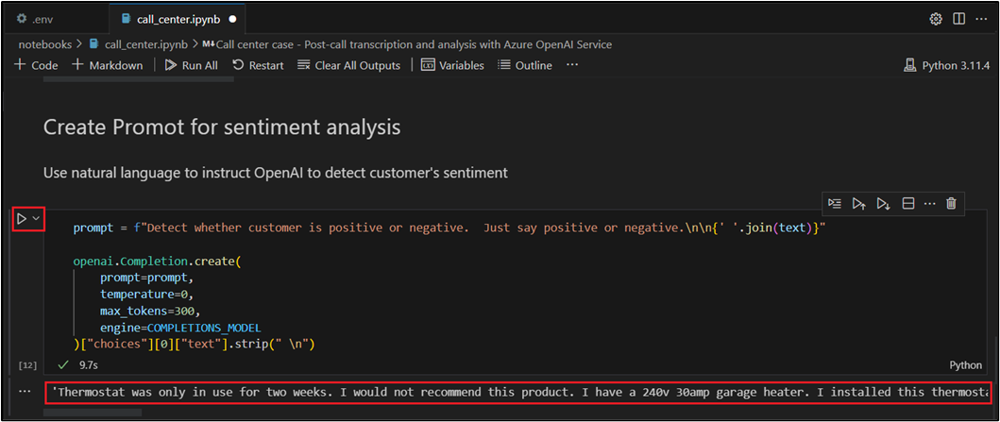 .env
call_center.ipynb
notebooks > call_center.ipynb > M↓Call center case - Post-call transcription and analysis with Azure OpenAI Service
+ Code + Markdown Run All Restart Clear All Outputs Variables Outline ... Python 3.11.4
Create Promot for sentiment analysis
Use natural language to instruct OpenAI to detect customer's sentiment
prompt = f"Detect whether customer is positive or negative.  Just say positive or negative.\n\n{' '.join(text)}"
openai.Completion.create(
prompt=prompt,
temperature=0,
max_tokens=300,
engine=COMPLETIONS_MODEL
)["choices"][0]["text"].strip(" \n")
[12] 9.7s Python
... 'Thermostat was only in use for two weeks. I would not recommend this product. I have a 240v 30amp garage heater. I installed this thermosta